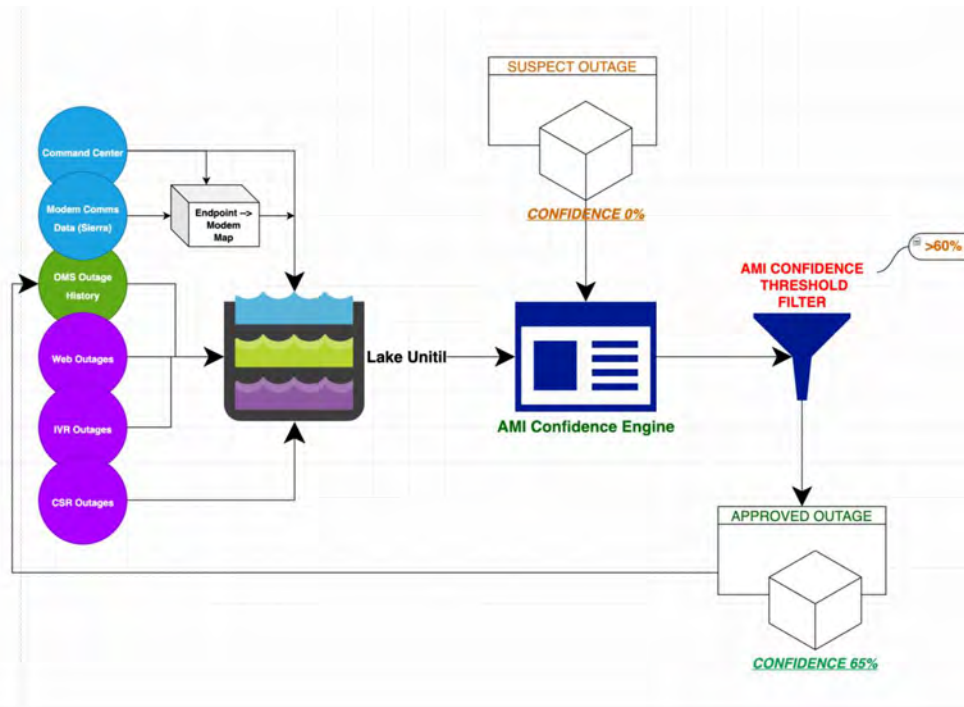 SUSPECT OUTAGE
CONFIDENCE 0%
Command Center
Modem Comms
Data (Sierra)
Endpoint -->
Modem
Map
OMS Outage
History
Web Outages
IVR Outages
CSR Outages
Lake Unitil
AMI Confidence Engine
AMI CONFIDENCE
THRESHOLD
FILTER
>60%
APPROVED OUTAGE
CONFIDENCE 65%